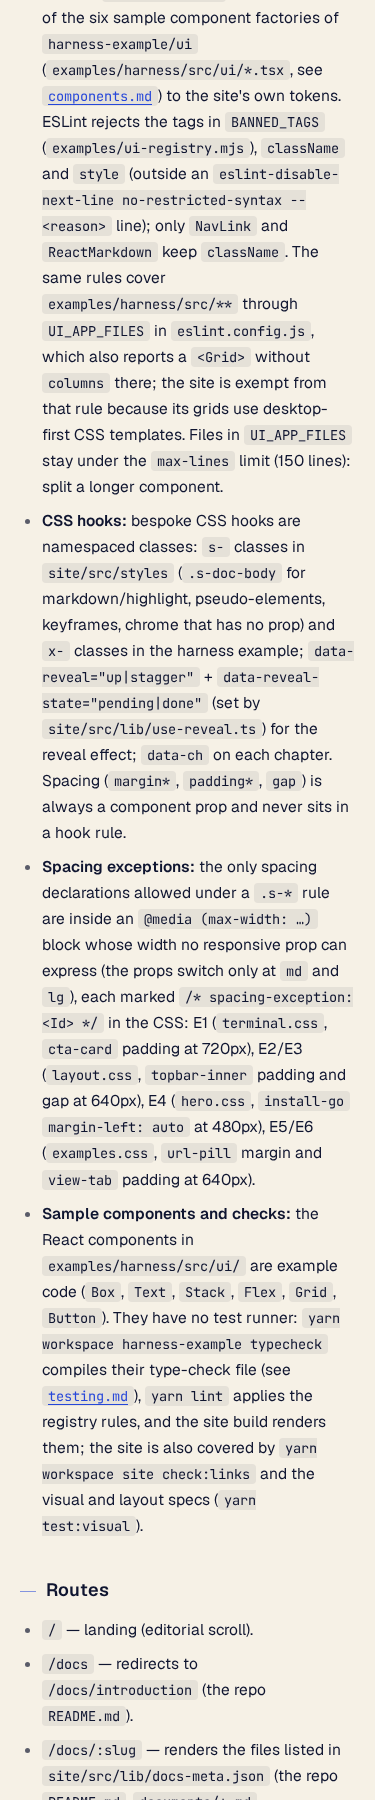 of the six sample component factories of
harness-example/ui
(examples/harness/src/ui/*.tsx, see
components.md) to the site's own tokens.
ESLint rejects the tags in BANNED_TAGS
(examples/ui-registry.mjs), className
and style (outside an eslint-disable-
next-line no-restricted-syntax --
<reason> line); only NavLink and
ReactMarkdown keep className. The
same rules cover
examples/harness/src/** through
UI_APP_FILES in eslint.config.js,
which also reports a <Grid> without
columns there; the site is exempt from
that rule because its grids use desktop-
first CSS templates. Files in UI_APP_FILES
stay under the max-lines limit (150 lines):
split a longer component.
CSS hooks: bespoke CSS hooks are
namespaced classes: s- classes in
site/src/styles (.s-doc-body for
markdown/highlight, pseudo-elements,
keyframes, chrome that has no prop) and
x- classes in the harness example; data-
reveal="up|stagger" + data-reveal-
state="pending|done" (set by
site/src/lib/use-reveal.ts) for the
reveal effect; data-ch on each chapter.
Spacing (margin*, padding*, gap) is
always a component prop and never sits in
a hook rule.
Spacing exceptions: the only spacing
declarations allowed under a .s-* rule
are inside an @media (max-width: …)
block whose width no responsive prop can
express (the props switch only at md and
lg), each marked /* spacing-exception:
<Id> */ in the CSS: E1 (terminal.css,
cta-card padding at 720px), E2/E3
(layout.css, topbar-inner padding and
gap at 640px), E4 (hero.css, install-go
margin-left: auto at 480px), E5/E6
(examples.css, url-pill margin and
view-tab padding at 640px).
Sample components and checks: the
React components in
examples/harness/src/ui/ are example
code (Box, Text, Stack, Flex, Grid,
Button). They have no test runner: yarn
workspace harness-example typecheck
compiles their type-check file (see
testing.md), yarn lint applies the
registry rules, and the site build renders
them; the site is also covered by yarn
workspace site check:links and the
visual and layout specs (yarn
test:visual).
— Routes
/ — landing (editorial scroll).
/docs — redirects to
/docs/introduction (the repo
README.md).
/docs/:slug — renders the files listed in
site/src/lib/docs-meta.json (the repo